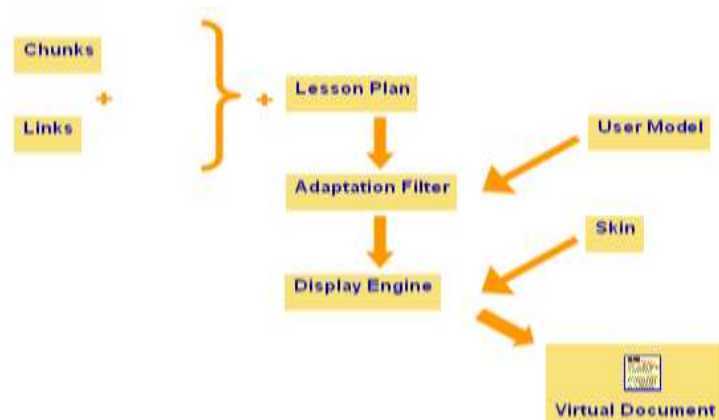 Chunks
+
Links
+
Lesson Plan
User Model
Adaptation Filter
Skin
Display Engine
Virtual Document